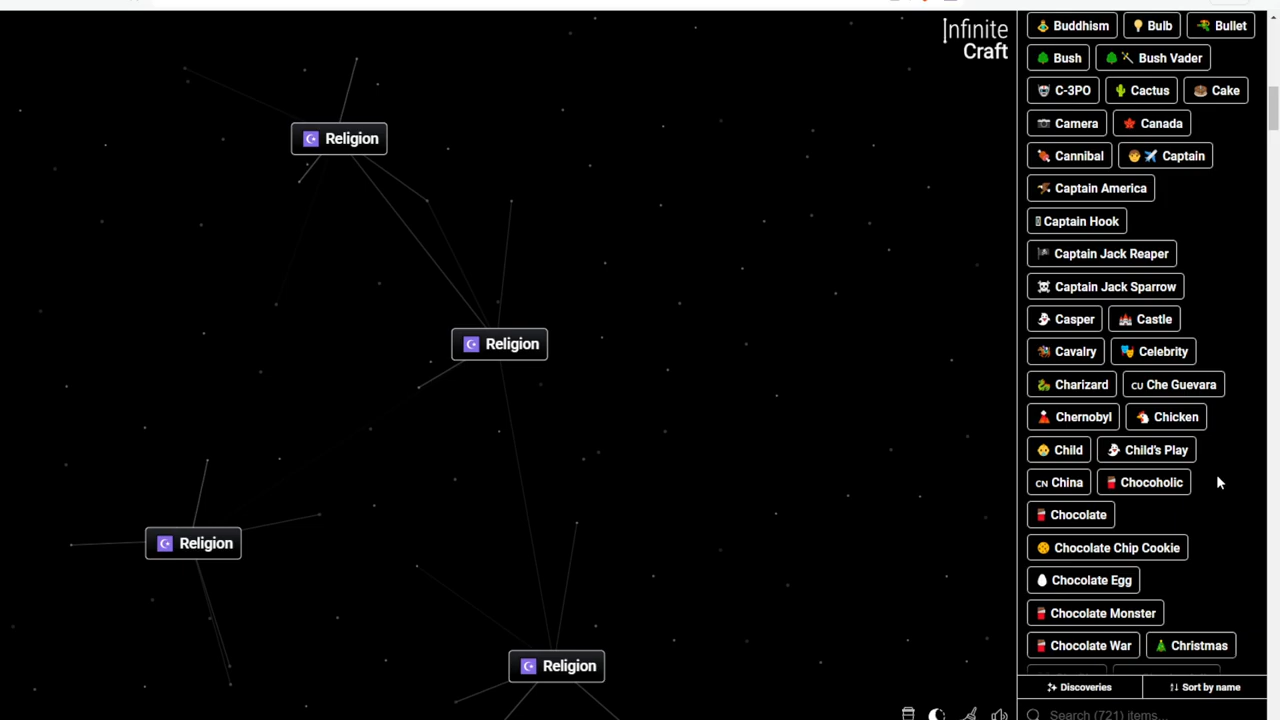 Infinite
Craft
Religion
Religion
Religion
Religion
Buddhism Bulb Bullet
Bush Bush Vader
C-3PO Cactus Cake
Camera Canada
Cannibal Captain
Captain America
Captain Hook
Captain Jack Reaper
Captain Jack Sparrow
Casper Castle
Cavalry Celebrity
Charizard CU Che Guevara
Chernobyl Chicken
Child Child's Play
CN China Chocoholic
Chocolate
Chocolate Chip Cookie
Chocolate Egg
Chocolate Monster
Chocolate War Christmas
Discoveries Sort by name
Search (721) items...